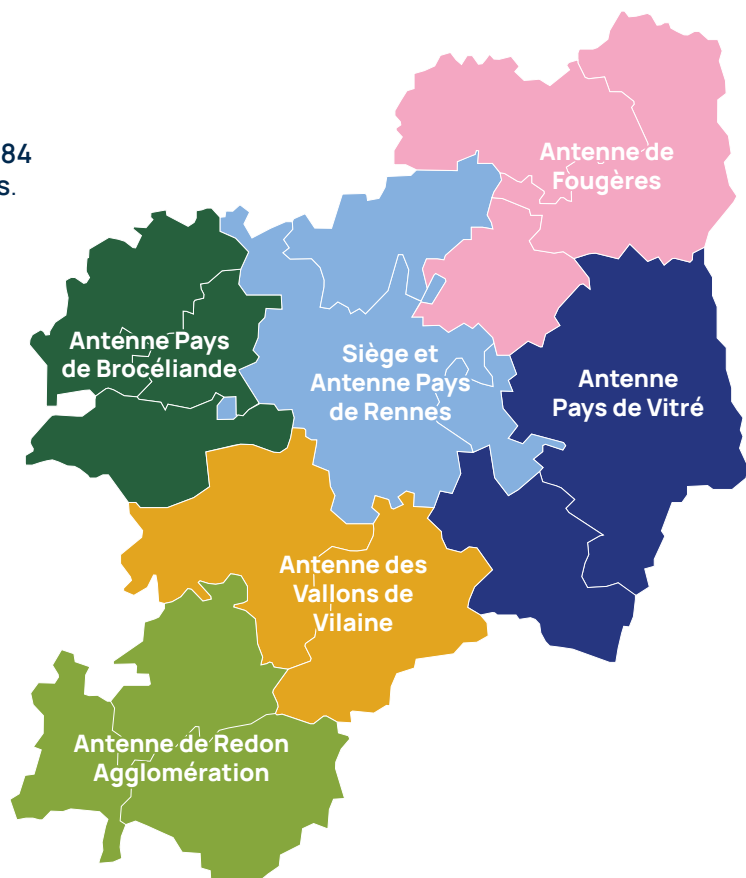 84
s.
Antenne de
Fougères
Antenne Pays
de Brocéliande
Siège et
Antenne Pays
de Rennes
Antenne
Pays de Vitré
Antenne des
Vallons de
Vilaine
Antenne de Redon
Agglomération